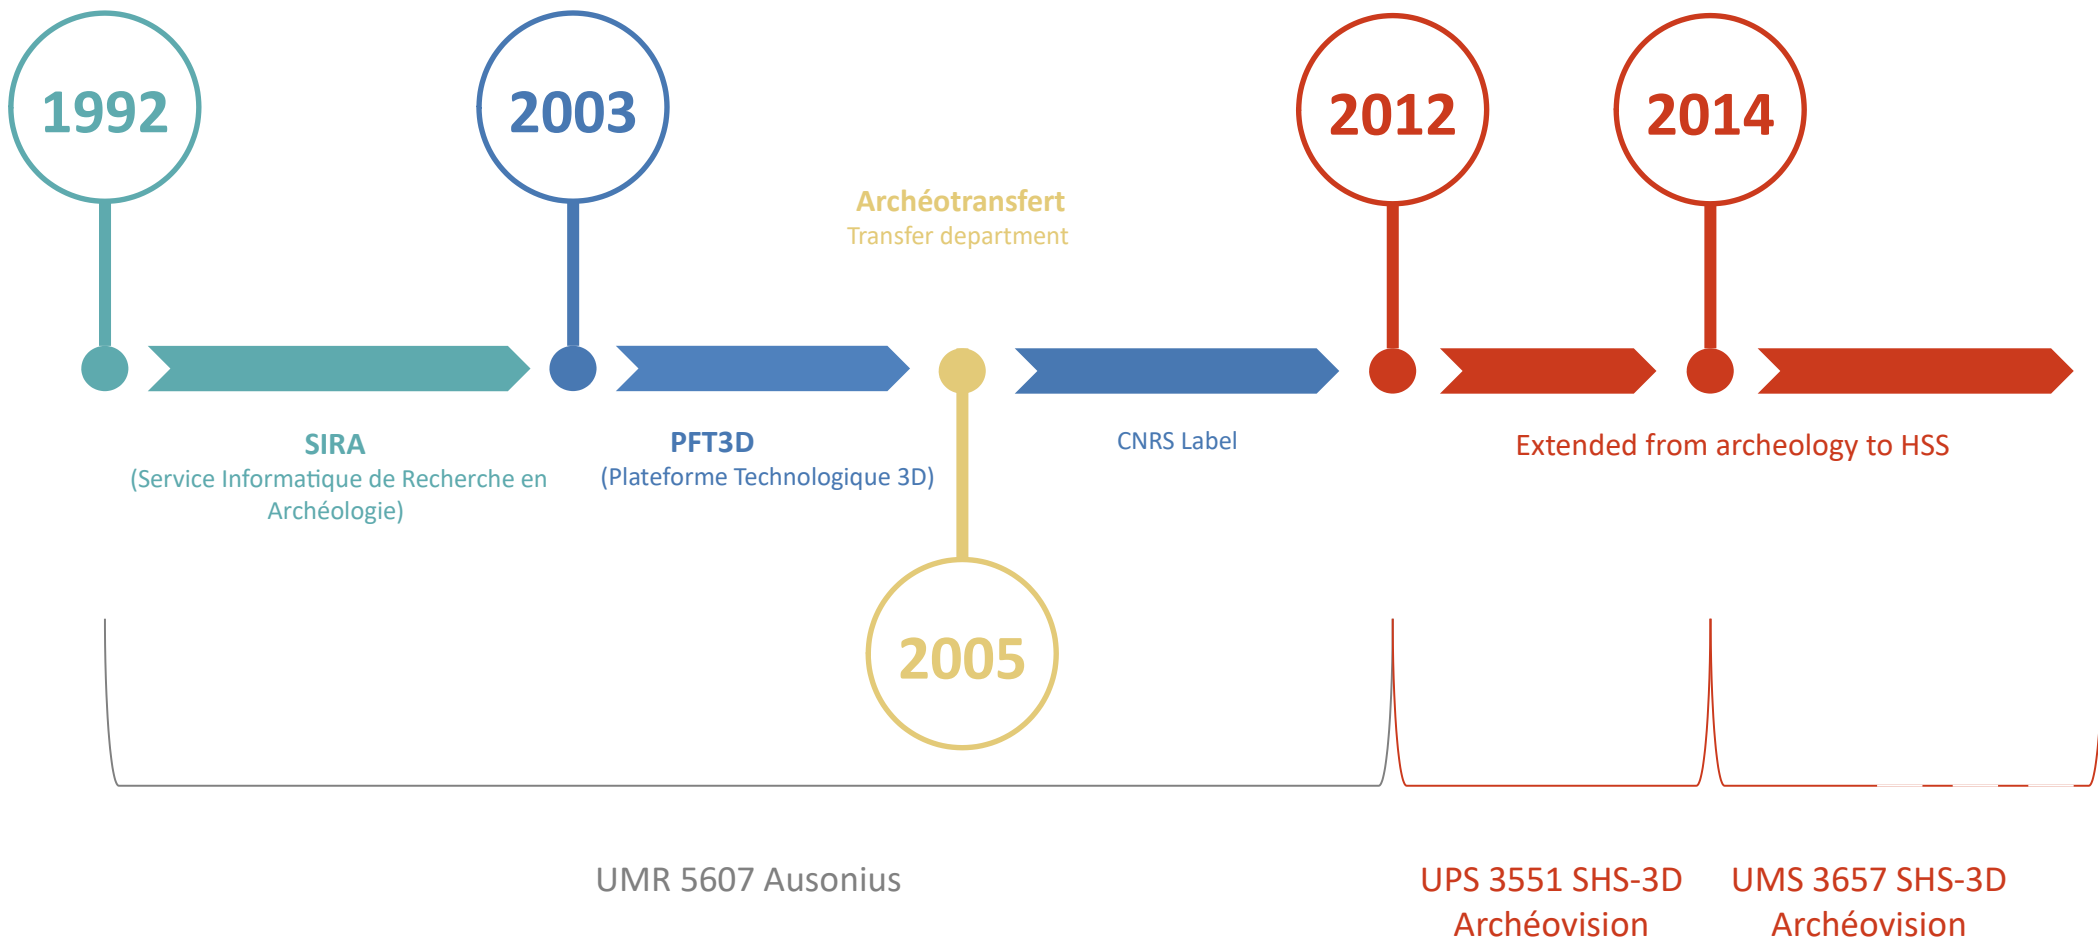 1992
2003
2012
2014
Archéotransfert
Transfer department
SIRA
(Service Informatique de Recherche en
Archéologie)
PFT3D
(Plateforme Technologique 3D)
CNRS Label
Extended from archeology to HSS
2005
UMR 5607 Ausonius
UPS 3551 SHS-3D
Archéovision
UMS 3657 SHS-3D
Archéovision